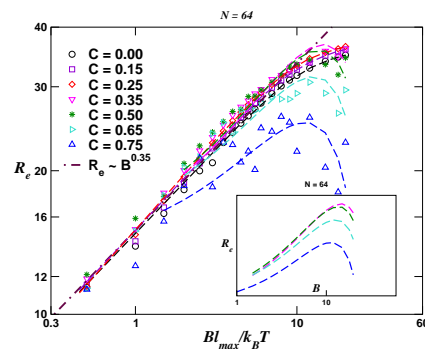 N = 64
40
30
20
16
12
10
R_e
C = 0.00
C = 0.15
C = 0.25
C = 0.35
C = 0.50
C = 0.65
C = 0.75
R_e ~ B^0.35
N = 64
R_e
1
10
B
0.3
1
10
60
Bl_max/k_BT